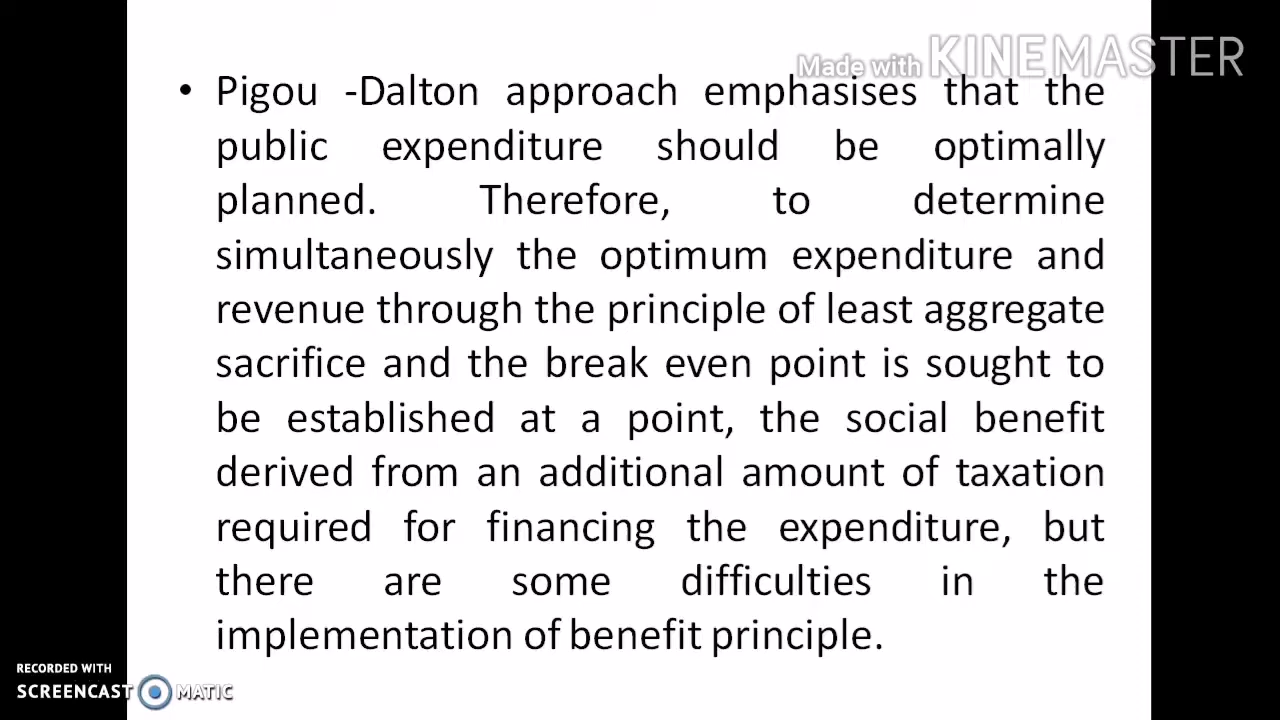 Made with KINEMASTER
• Pigou -Dalton approach emphasises that the
public expenditure should be optimally
planned. Therefore, to determine
simultaneously the optimum expenditure and
revenue through the principle of least aggregate
sacrifice and the break even point is sought to
be established at a point, the social benefit
derived from an additional amount of taxation
required for financing the expenditure, but
there are some difficulties in the
implementation of benefit principle.
RECORDED WITH
SCREENCAST MATIC